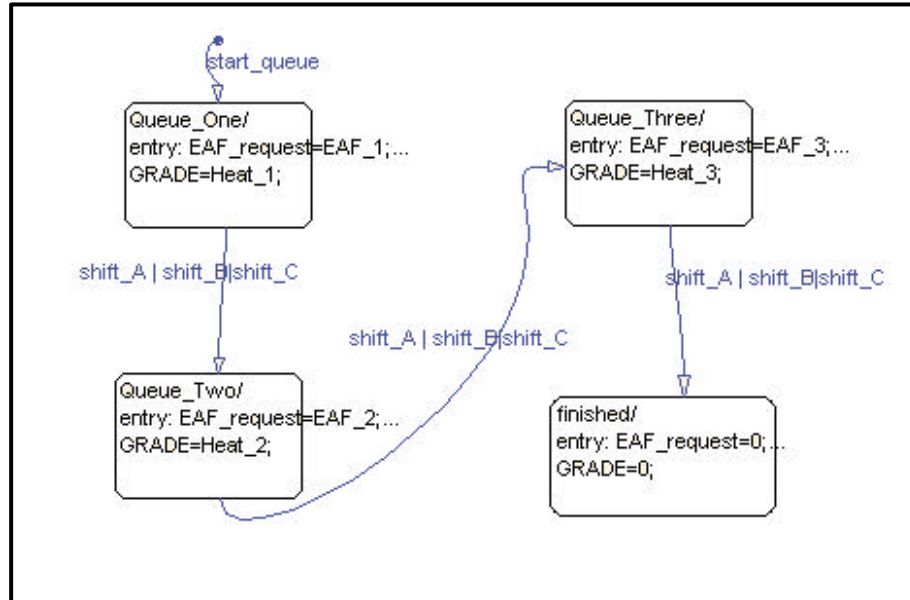 start_queue
Queue_One/
entry: EAF_request=EAF_1;...
GRADE=Heat_1;
shift_A | shift_B|shift_C
Queue_Two/
entry: EAF_request=EAF_2;...
GRADE=Heat_2;
shift_A | shift_B|shift_C
Queue_Three/
entry: EAF_request=EAF_3;...
GRADE=Heat_3;
shift_A | shift_B|shift_C
finished/
entry: EAF_request=0;...
GRADE=0;